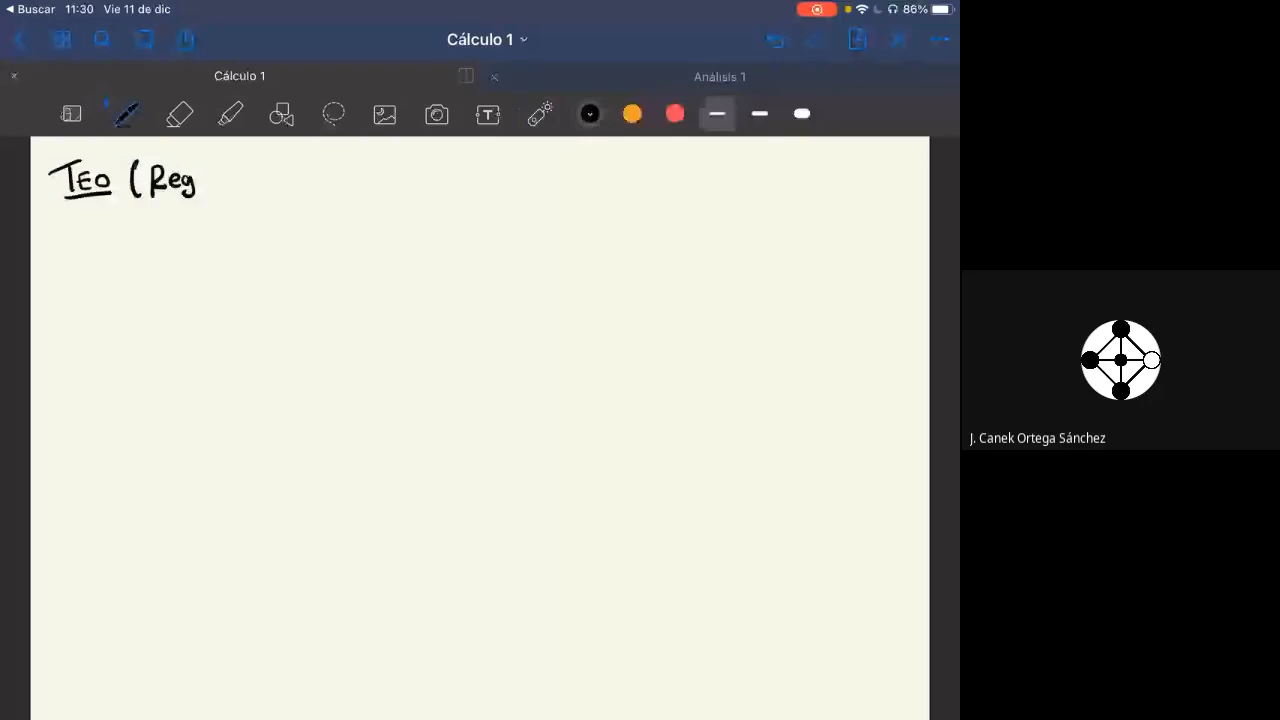 Buscar 11:30 Vie 11 de dic 86%
Cálculo 1
Cálculo 1 Análisis 1
T
TEO (Reg
J. Canek Ortega Sánchez